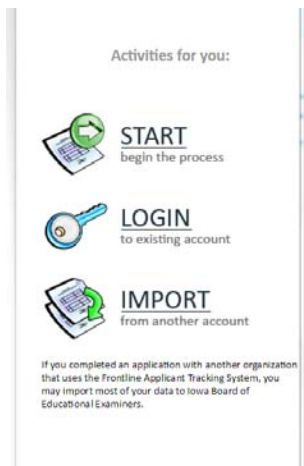 Activities for you:
START
begin the process
LOGIN
to existing account
IMPORT
from another account
If you completed an application with another organization
that uses the Frontline Applicant Tracking System, you
may import most of your data to Iowa Board of
Educational Examiners.